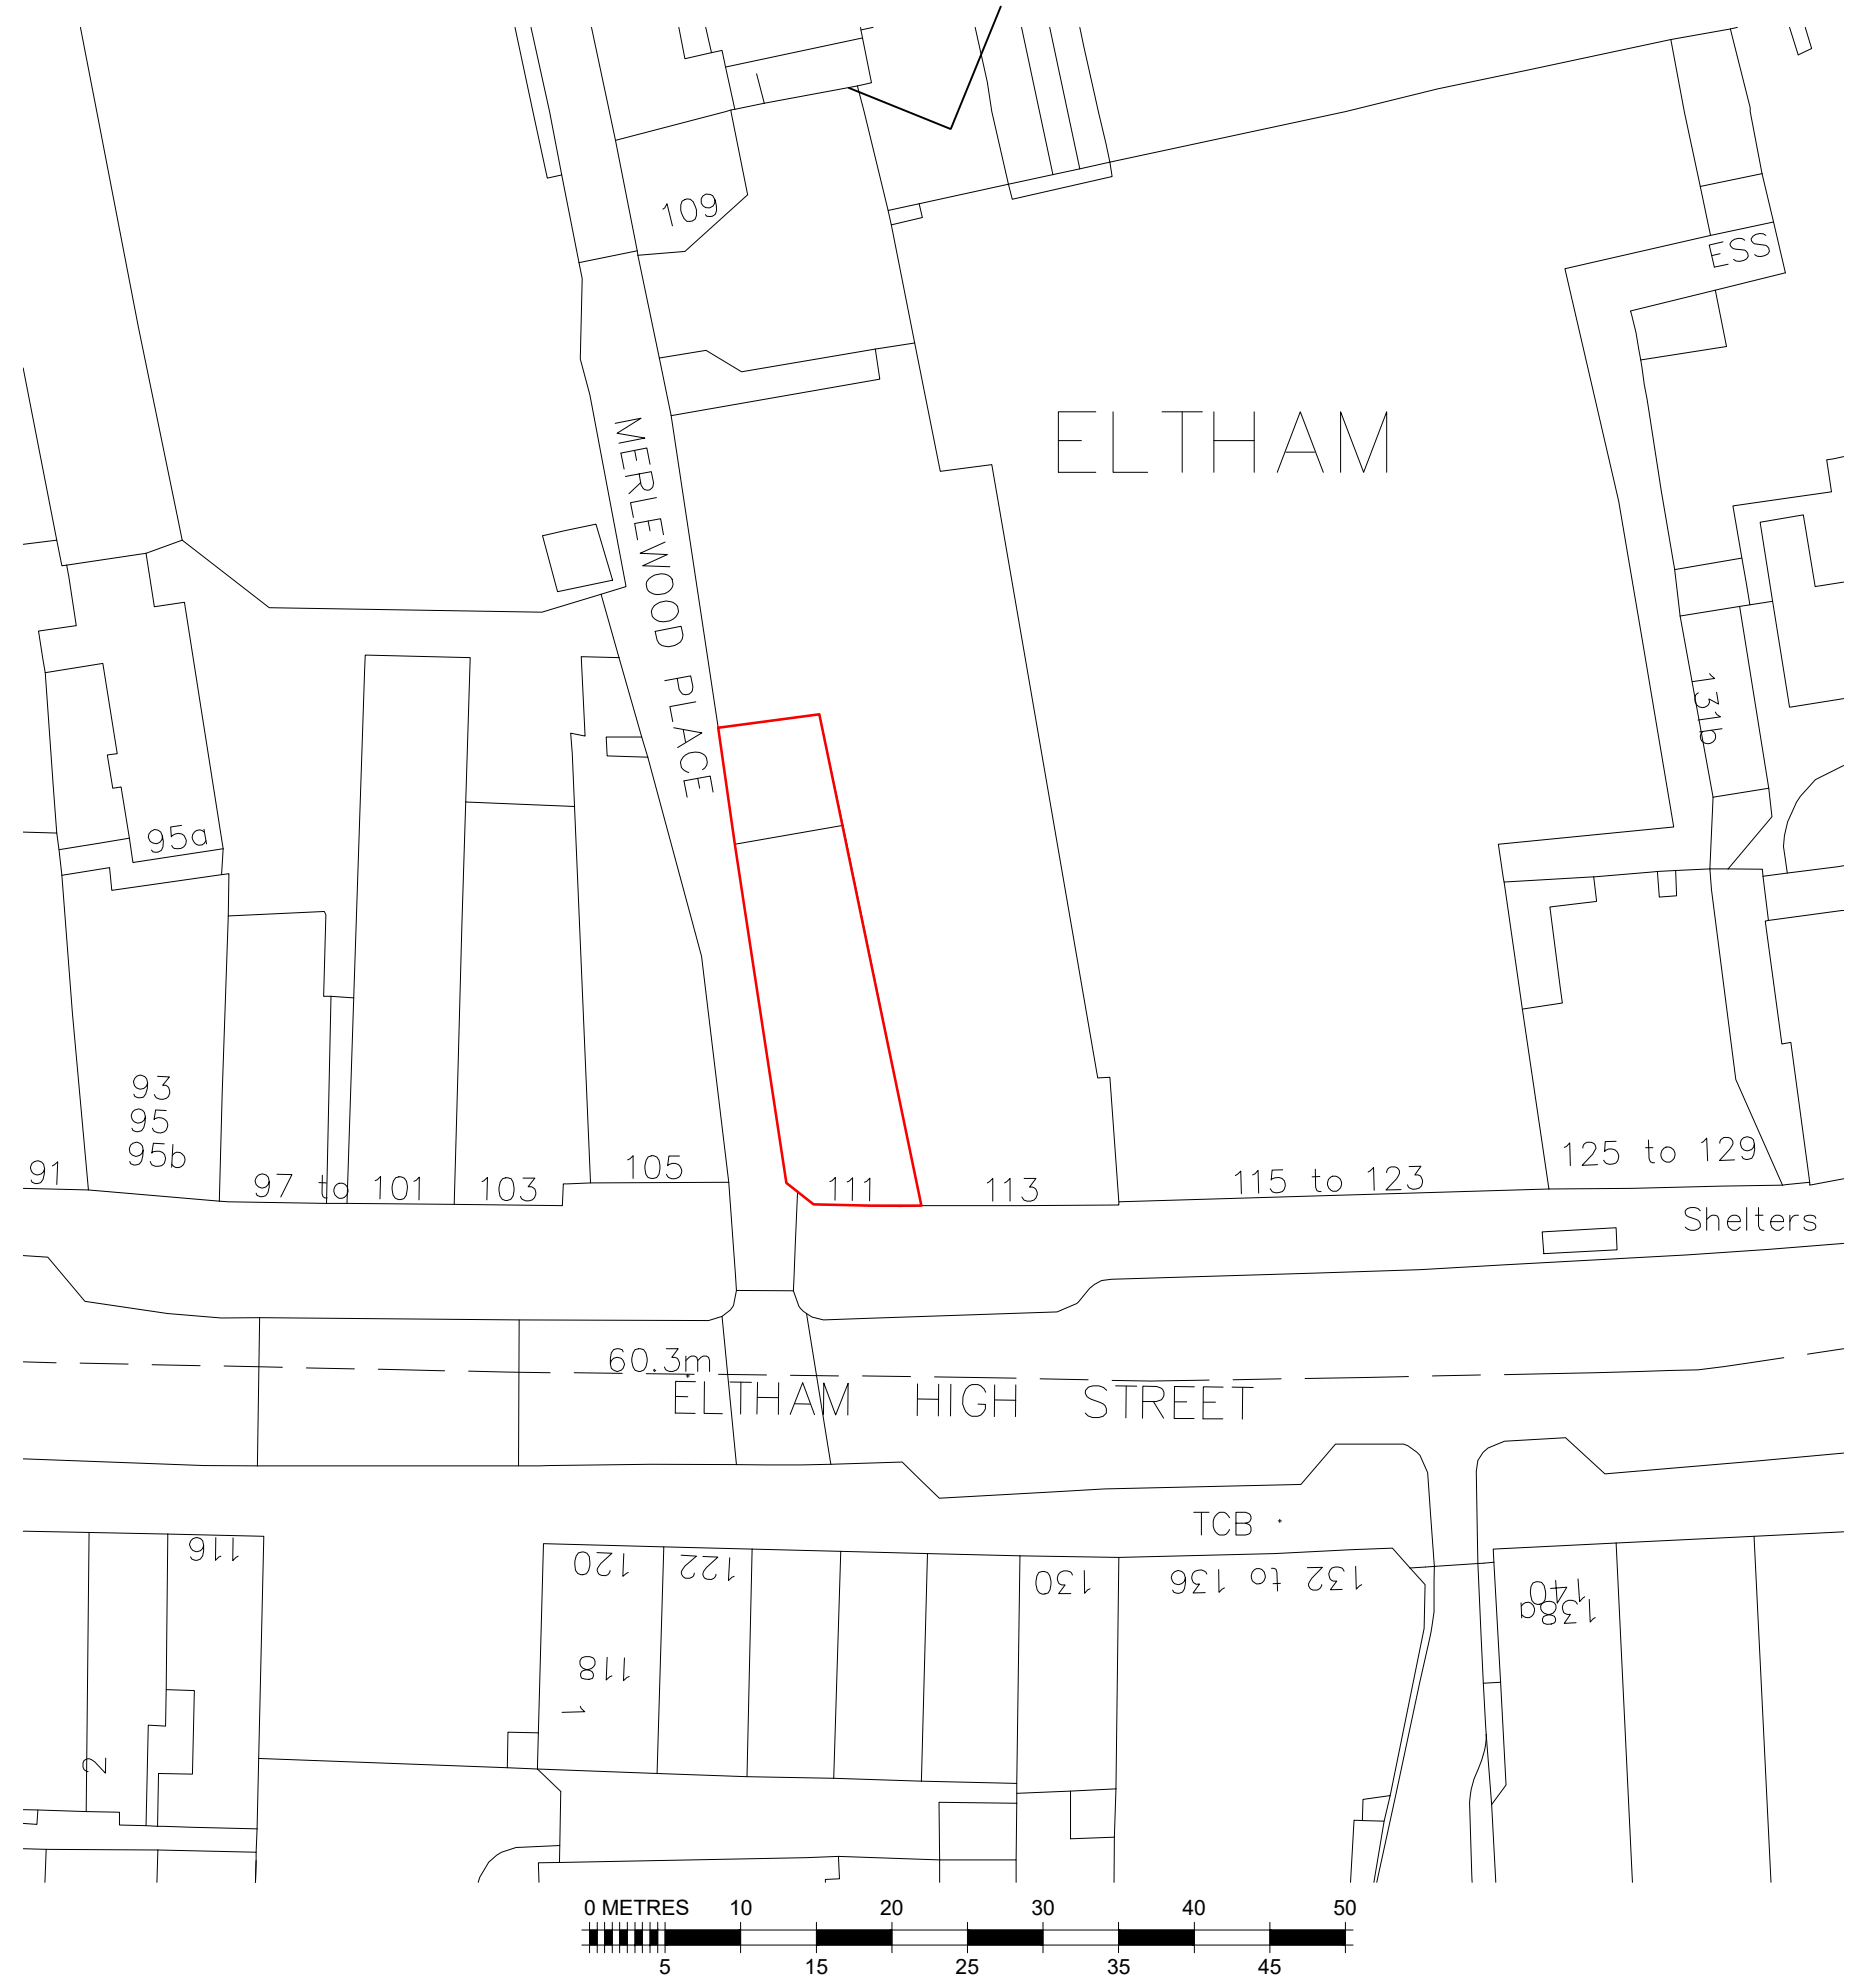 109
ESS
ELTHAM
MERLEWOOD PLACE
131b
95a
93
95
95b
91
97 to 101
103
105
111
113
115 to 123
125 to 129
Shelters
60.3m
ELTHAM HIGH STREET
TCB
116
120
122
130
132 to 136
140
138a
118
1
2
0 METRES 10 20 30 40 50
5 15 25 35 45